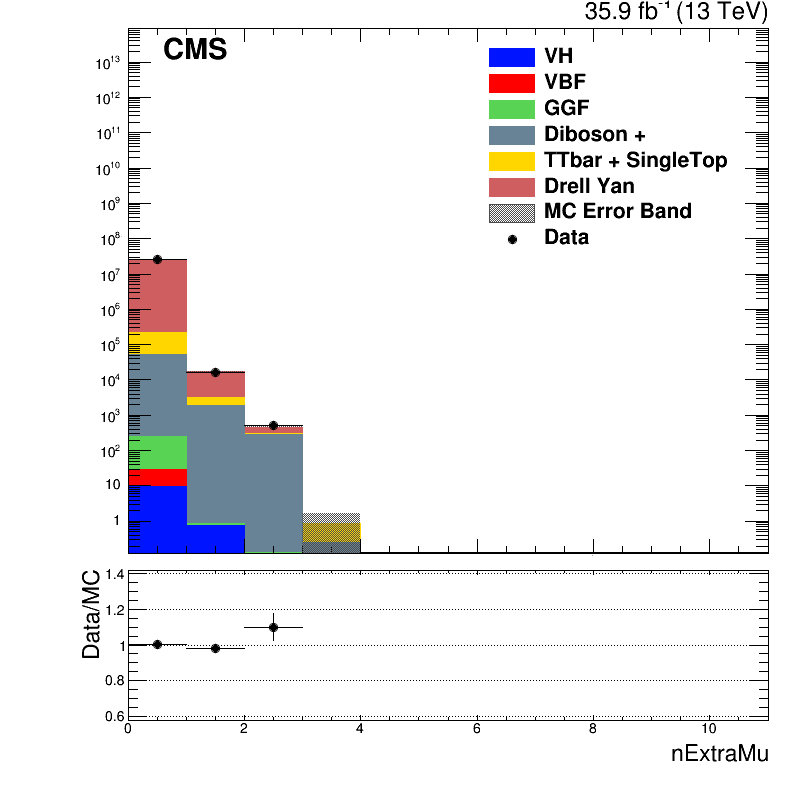 35.9 fb⁻¹ (13 TeV)
CMS
VH
VBF
GGF
Diboson +
TTbar + SingleTop
Drell Yan
MC Error Band
Data
10¹³
10¹²
10¹¹
10¹⁰
10⁹
10⁸
10⁷
10⁶
10⁵
10⁴
10³
10²
10
1
Data/MC
1.4
1.2
1
0.8
0.6
0 2 4 6 8 10
nExtraMu